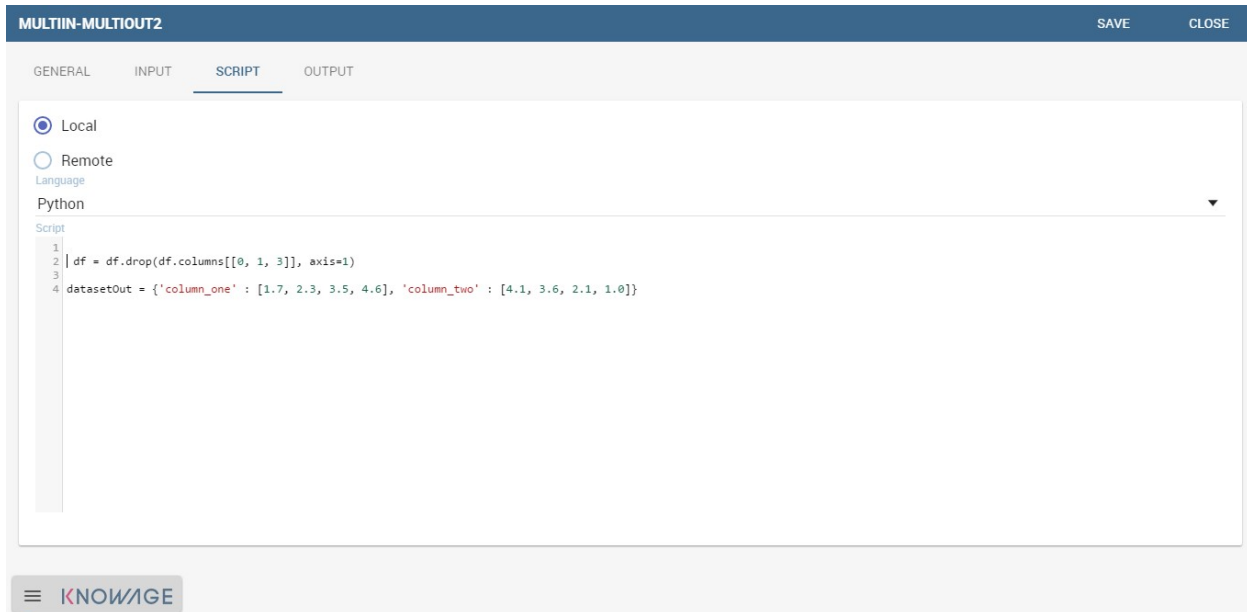 MULTIIN-MULTIOUT2 SAVE CLOSE
GENERAL INPUT SCRIPT OUTPUT
Local
Remote
Language
Python
Script
1
2 df = df.drop(df.columns[[0, 1, 3]], axis=1)
3
4 datasetOut = {'column_one' : [1.7, 2.3, 3.5, 4.6], 'column_two' : [4.1, 3.6, 2.1, 1.0]}
KNOWAGE